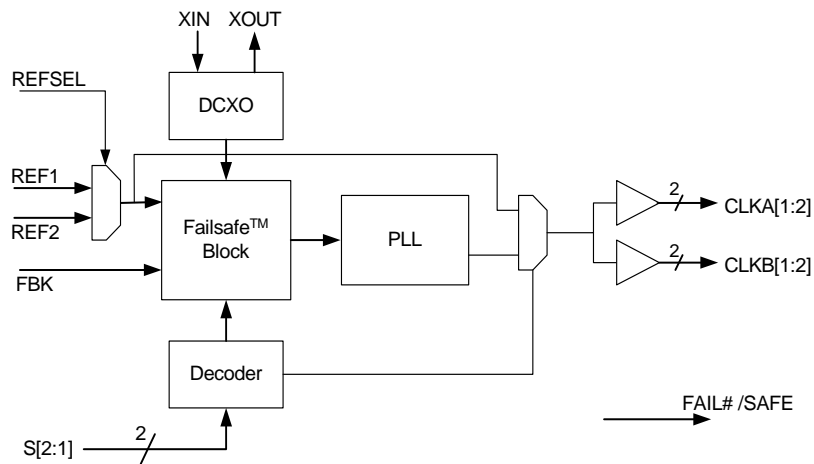 XIN XOUT
REFSEL
DCXO
REF1
REF2
Failsafe™
Block
PLL
2
CLKA[1:2]
2
CLKB[1:2]
FBK
Decoder
FAIL# /SAFE
2
S[2:1]